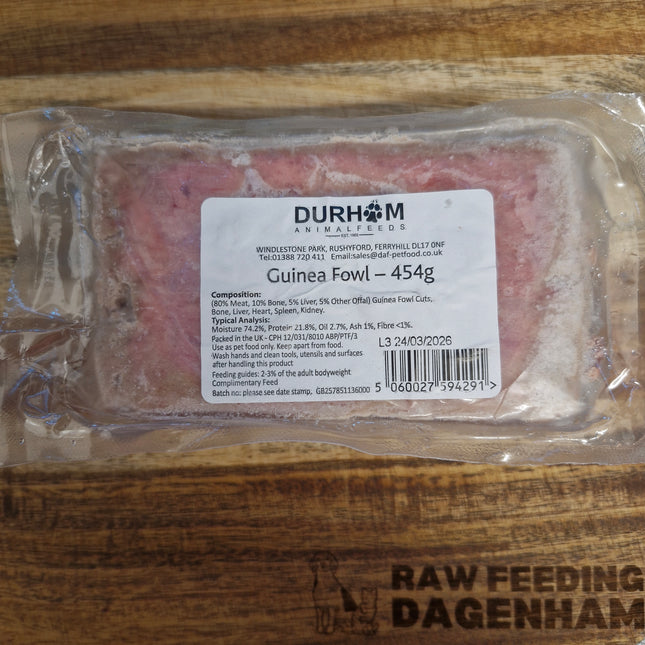 DURHAM
ANIMALFEEDS
EST. 1965
WINDLESTONE PARK, RUSHYFORD, FERRYHILL DL17 0NF
Tel:01388 720 411 Email:sales@daf-petfood.co.uk
Guinea Fowl – 454g
Composition:
(80% Meat, 10% Bone, 5% Liver, 5% Other Offal) Guinea Fowl Cuts,
Bone, Liver, Heart, Spleen, Kidney.
Typical Analysis:
Moisture 74.2%, Protein 21.8%, Oil 2.7%, Ash 1%, Fibre <1%.
Packed in the UK - CPH 12/031/8010 ABP/PTF/3
Use as pet food only. Keep apart from food.
Wash hands and clean tools, utensils and surfaces
after handling this product
Feeding guides: 2-3% of the adult bodyweight
Complimentary Feed
Batch no: please see date stamp, GB257851136000
L3 24/03/2026
5 060027 594291 >
RAW FEEDING
DAGENHAM